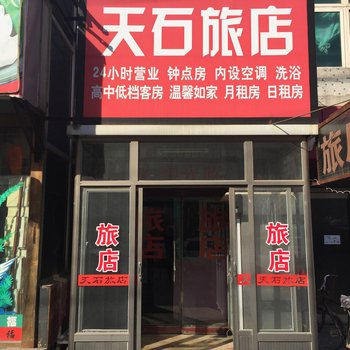 天石旅店
24小时营业 钟点房 内设空调 洗浴
高中低档客房 温馨如家 月租房 日租房
旅
旅店
天石旅店
旅店
天石旅店
福